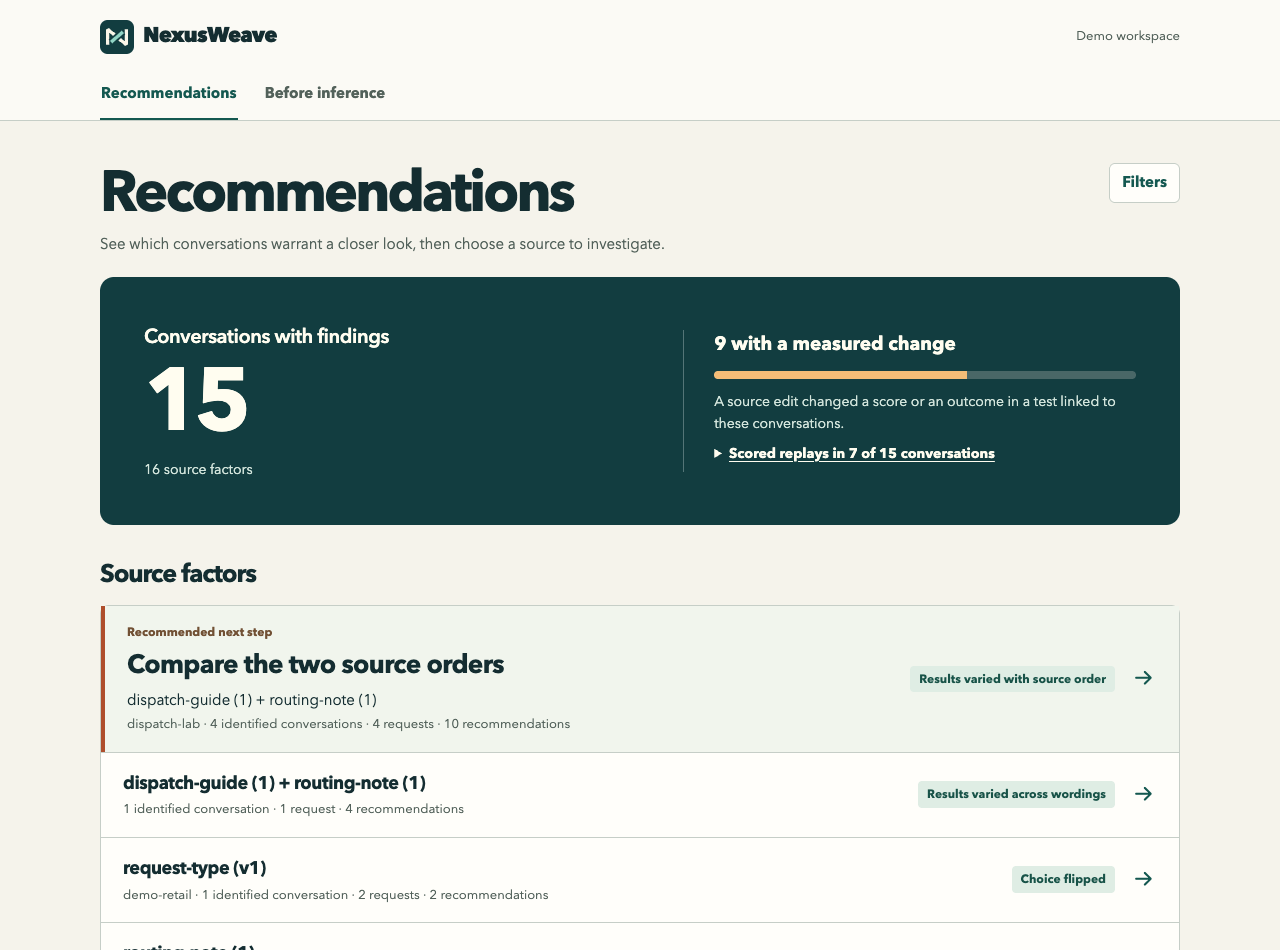 NexusWeave
Demo workspace
Recommendations
Before inference
Recommendations
Filters
See which conversations warrant a closer look, then choose a source to investigate.
Conversations with findings
15
16 source factors
9 with a measured change
A source edit changed a score or an outcome in a test linked to
these conversations.
Scored replays in 7 of 15 conversations
Source factors
Recommended next step
Compare the two source orders
dispatch-guide (1) + routing-note (1)
dispatch-lab · 4 identified conversations · 4 requests · 10 recommendations
Results varied with source order
dispatch-guide (1) + routing-note (1)
1 identified conversation · 1 request · 4 recommendations
Results varied across wordings
request-type (v1)
demo-retail · 1 identified conversation · 2 requests · 2 recommendations
Choice flipped
routing-note (1)